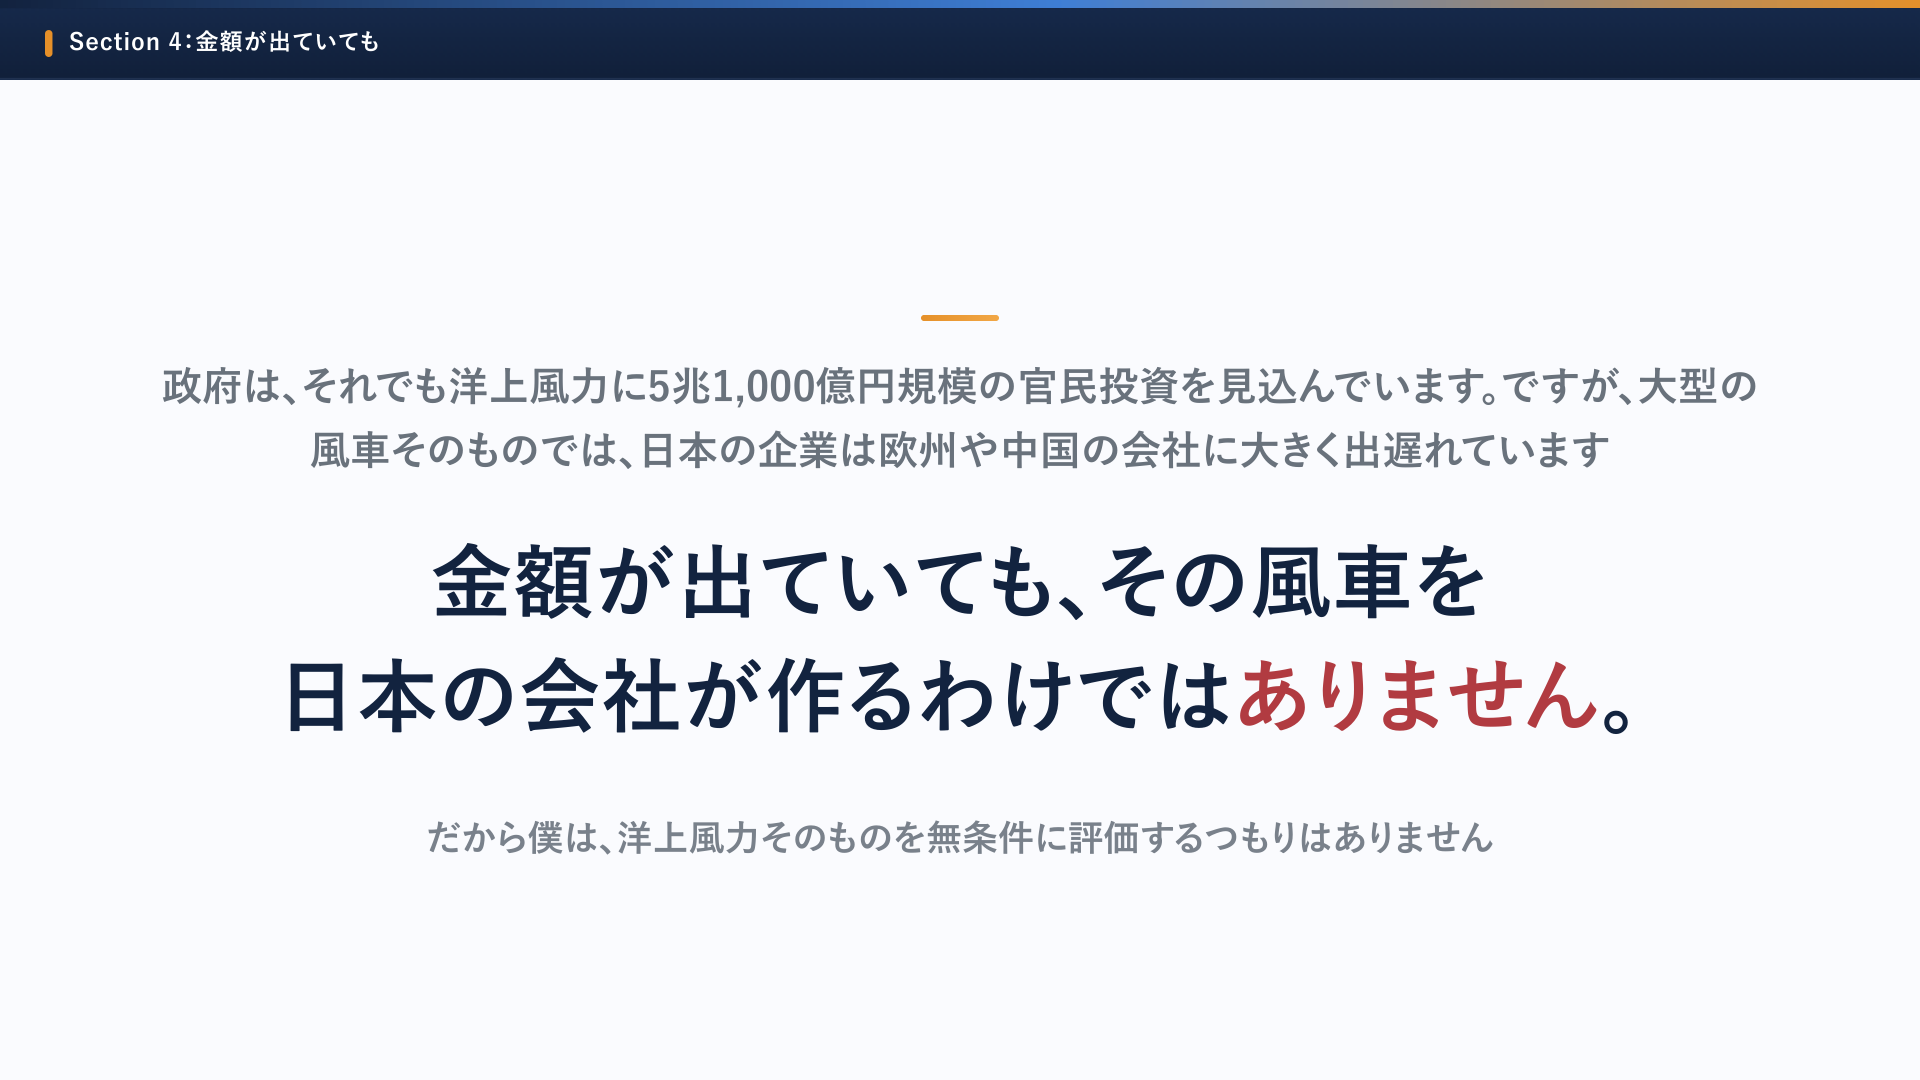 Section 4：金額が出ていても
政府は、それでも洋上風力に5兆1,000億円規模の官民投資を見込んでいます。ですが、大型の
風車そのものでは、日本の企業は欧州や中国の会社に大きく出遅れています
金額が出ていても、その風車を
日本の会社が作るわけではありません。
だから僕は、洋上風力そのものを無条件に評価するつもりはありません